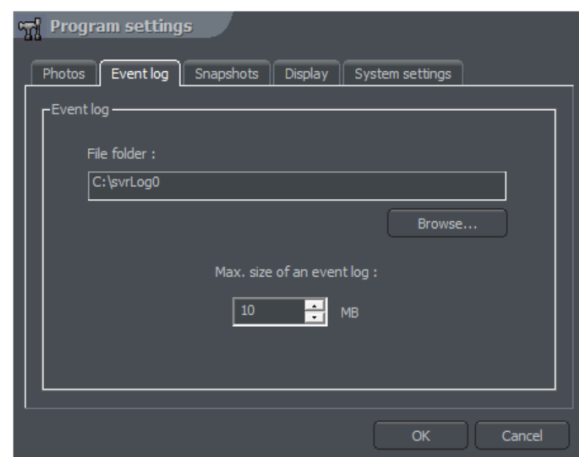 Program settings
Photos Event log Snapshots Display System settings
Event log
File folder :
C:\svrLog0
Browse...
Max. size of an event log :
10 MB
OK Cancel